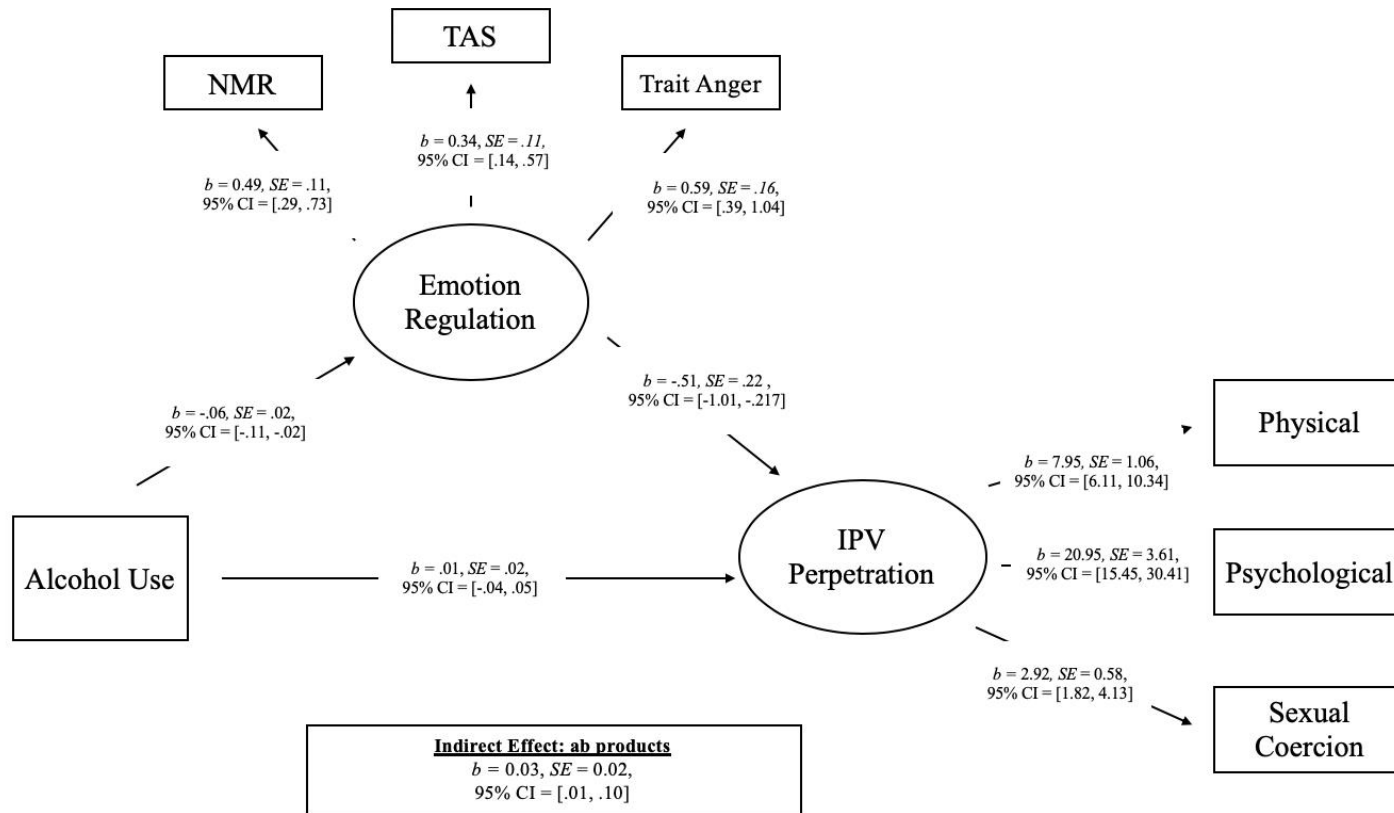 TAS
NMR
Trait Anger
b = 0.34, SE = .11,
95% CI = [.14, .57]
b = 0.49, SE = .11,
95% CI = [.29, .73]
b = 0.59, SE = .16,
95% CI = [.39, 1.04]
Emotion
Regulation
b = -.51, SE = .22 ,
95% CI = [-1.01, -.217]
b = -.06, SE = .02,
95% CI = [-.11, -.02]
Physical
b = 7.95, SE = 1.06,
95% CI = [6.11, 10.34]
Alcohol Use
b = .01, SE = .02,
95% CI = [-.04, .05]
IPV
Perpetration
b = 20.95, SE = 3.61,
95% CI = [15.45, 30.41]
Psychological
b = 2.92, SE = 0.58,
95% CI = [1.82, 4.13]
Sexual
Coercion
Indirect Effect: ab products
b = 0.03, SE = 0.02,
95% CI = [.01, .10]